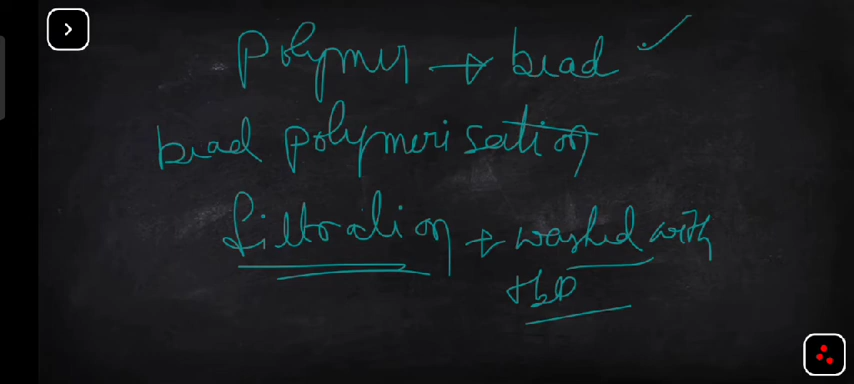 Polymer → bead ✓
bead polymerisation
filtration + washed with
H2O